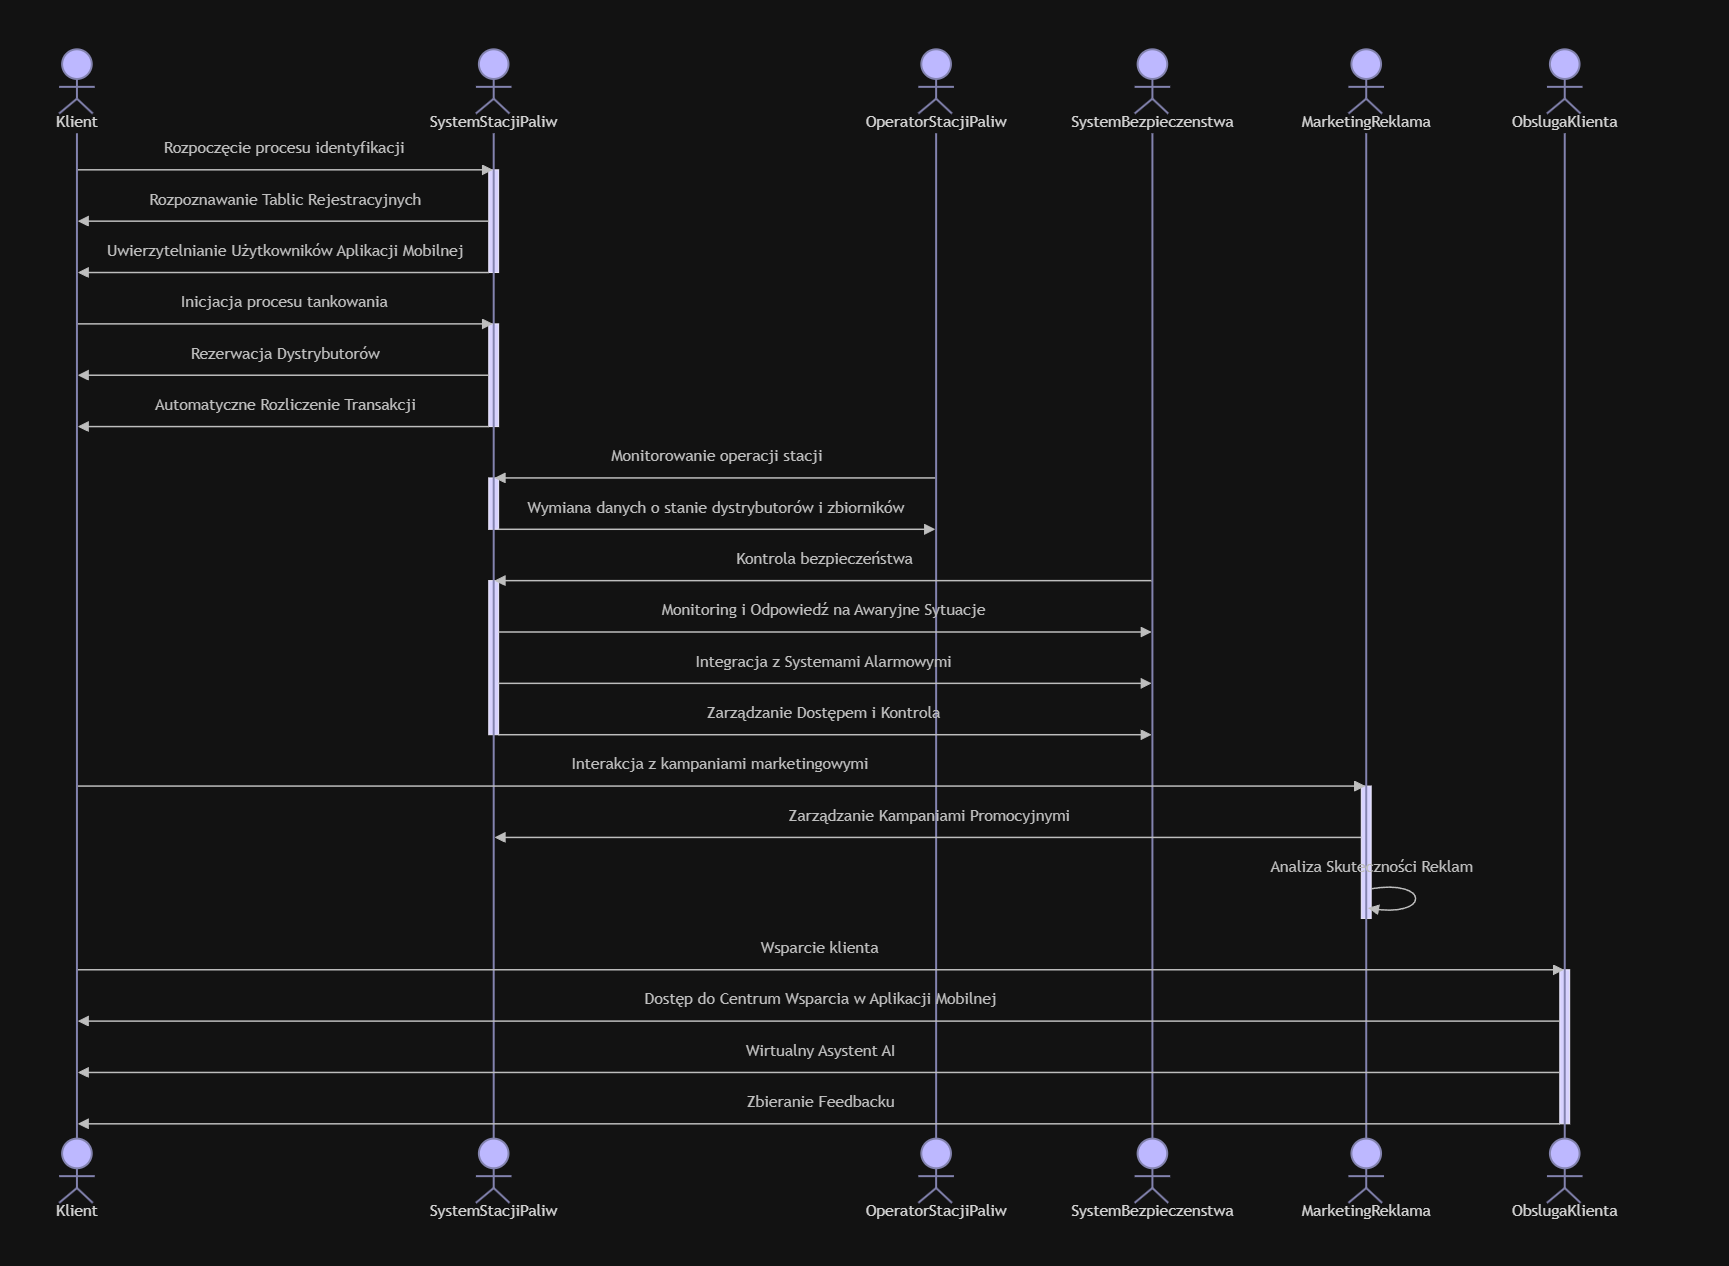 Klient
SystemStacjiPaliw
OperatorStacjiPaliw
SystemBezpieczenstwa
MarketingReklama
ObslugaKlienta
Rozpoczęcie procesu identyfikacji
Rozpoznawanie Tablic Rejestracyjnych
Uwierzytelnianie Użytkowników Aplikacji Mobilnej
Inicjacja procesu tankowania
Rezerwacja Dystrybutorów
Automatyczne Rozliczenie Transakcji
Monitorowanie operacji stacji
Wymiana danych o stanie dystrybutorów i zbiorników
Kontrola bezpieczeństwa
Monitoring i Odpowiedź na Awaryjne Sytuacje
Integracja z Systemami Alarmowymi
Zarządzanie Dostępem i Kontrola
Interakcja z kampaniami marketingowymi
Zarządzanie Kampaniami Promocyjnymi
Analiza Skuteczności Reklam
Wsparcie klienta
Dostęp do Centrum Wsparcia w Aplikacji Mobilnej
Wirtualny Asystent AI
Zbieranie Feedbacku
Klient
SystemStacjiPaliw
OperatorStacjiPaliw
SystemBezpieczenstwa
MarketingReklama
ObslugaKlienta